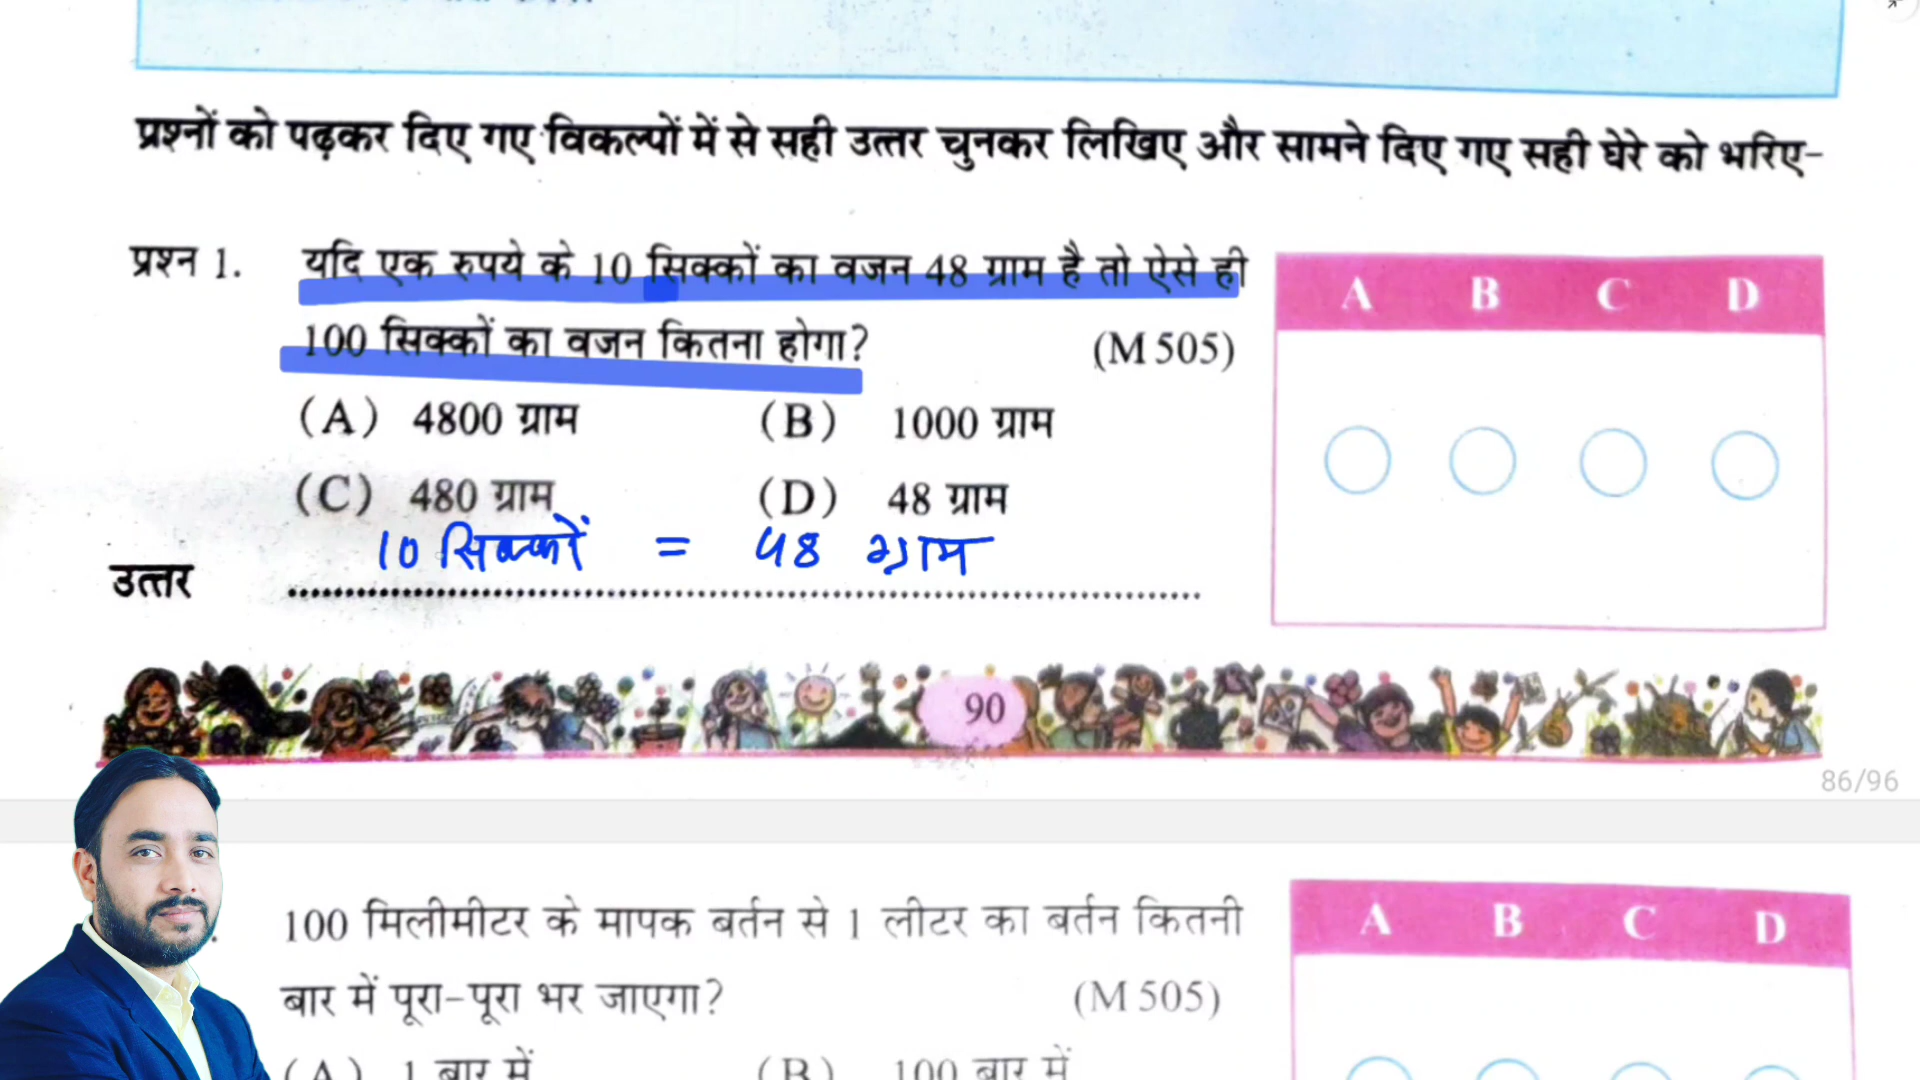 प्रश्नों को पढ़कर दिए गए विकल्पों में से सही उत्तर चुनकर लिखिए और सामने दिए गए सही घेरे को भरिए-
प्रश्न 1. यदि एक रुपये के 10 सिक्कों का वजन 48 ग्राम है तो ऐसे ही
100 सिक्कों का वजन कितना होगा? (M 505)
(A) 4800 ग्राम (B) 1000 ग्राम
(C) 480 ग्राम (D) 48 ग्राम
A B C D
10 सिक्कों = 48 ग्राम
उत्तर
90
86/96
100 मिलीमीटर के मापक बर्तन से 1 लीटर का बर्तन कितनी
बार में पूरा-पूरा भर जाएगा? (M 505)
(A) 1 बार में (B) 100 बार में
A B C D